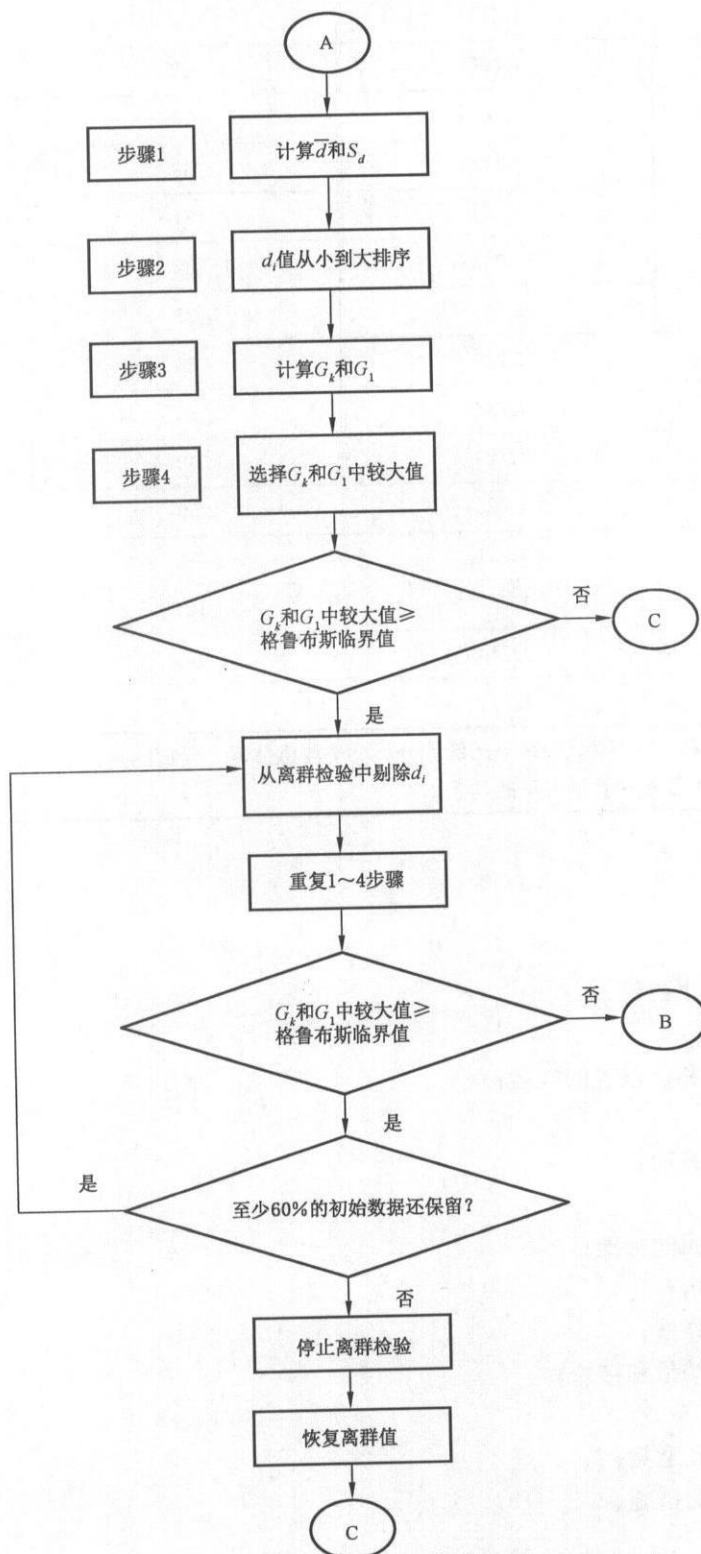 A
步骤1
计算d̅和S_d
步骤2
d_i值从小到大排序
步骤3
计算G_k和G_1
步骤4
选择G_k和G_1中较大值
G_k和G_1中较大值≥
格鲁布斯临界值
否
C
是
从离群检验中剔除d_i
重复1～4步骤
G_k和G_1中较大值≥
格鲁布斯临界值
否
B
是
是
至少60%的初始数据还保留？
否
停止离群检验
恢复离群值
C